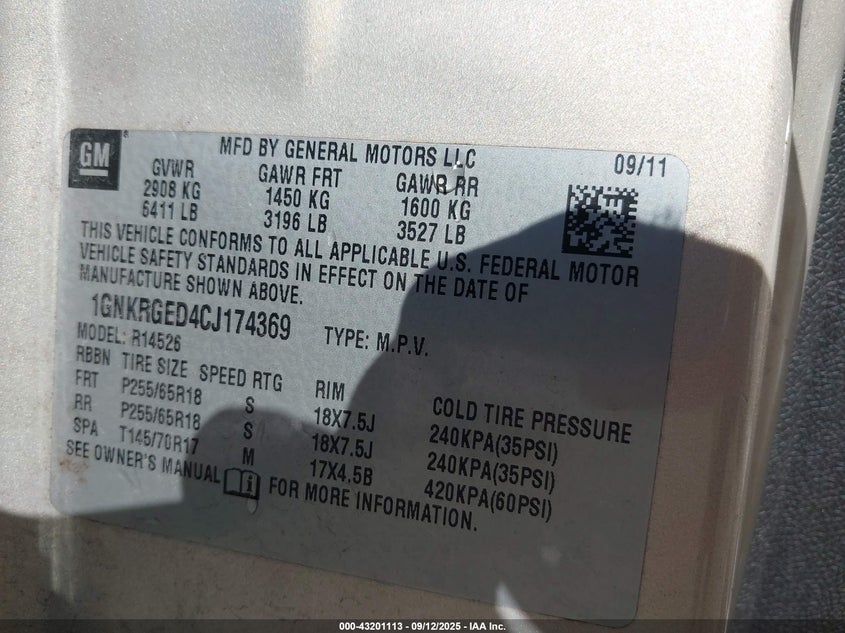 GM
MFD BY GENERAL MOTORS LLC 09/11
GVWR GAWR FRT GAWR RR
2908 KG 1450 KG 1600 KG
6411 LB 3196 LB 3527 LB
THIS VEHICLE CONFORMS TO ALL APPLICABLE U.S. FEDERAL MOTOR
VEHICLE SAFETY STANDARDS IN EFFECT ON THE DATE OF
MANUFACTURE SHOWN ABOVE.
1GNKRGED4CJ174369 TYPE: M.P.V.
MODEL: R14526
RBBN TIRE SIZE SPEED RTG RIM COLD TIRE PRESSURE
FRT P255/65R18 S 18X7.5J 240KPA(35PSI)
RR P255/65R18 S 18X7.5J 240KPA(35PSI)
SPA T145/70R17 M 17X4.5B 420KPA(60PSI)
SEE OWNER'S MANUAL FOR MORE INFORMATION.
000-43201113 - 09/12/2025 - IAA Inc.